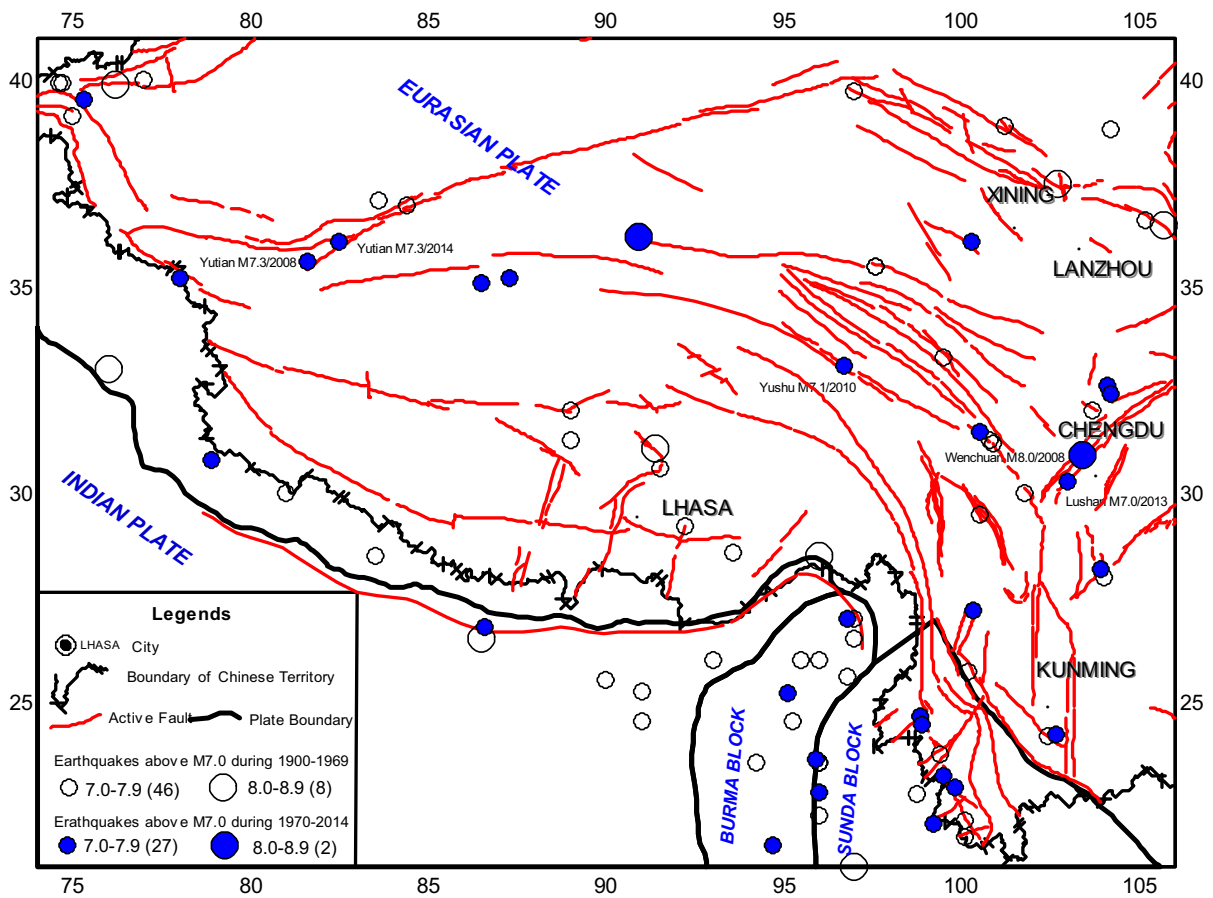 75 80 85 90 95 100 105
40 40
EURASIAN PLATE
XINING
Yutian M7.3/2014
Yutian M7.3/2008
LANZHOU
35 35
Yushu M7.1/2010
CHENGDU
Wenchuan M8.0/2008
30 30
Lushan M7.0/2013
INDIAN PLATE
LHASA
Legends
LHASA City
Boundary of Chinese Territory
Active Fault Plate Boundary
Earthquakes above M7.0 during 1900-1969
7.0-7.9 (46) 8.0-8.9 (8)
Erathquakes above M7.0 during 1970-2014
7.0-7.9 (27) 8.0-8.9 (2)
KUNMING
25 25
BURMA BLOCK
SUNDA BLOCK
75 80 85 90 95 100 105